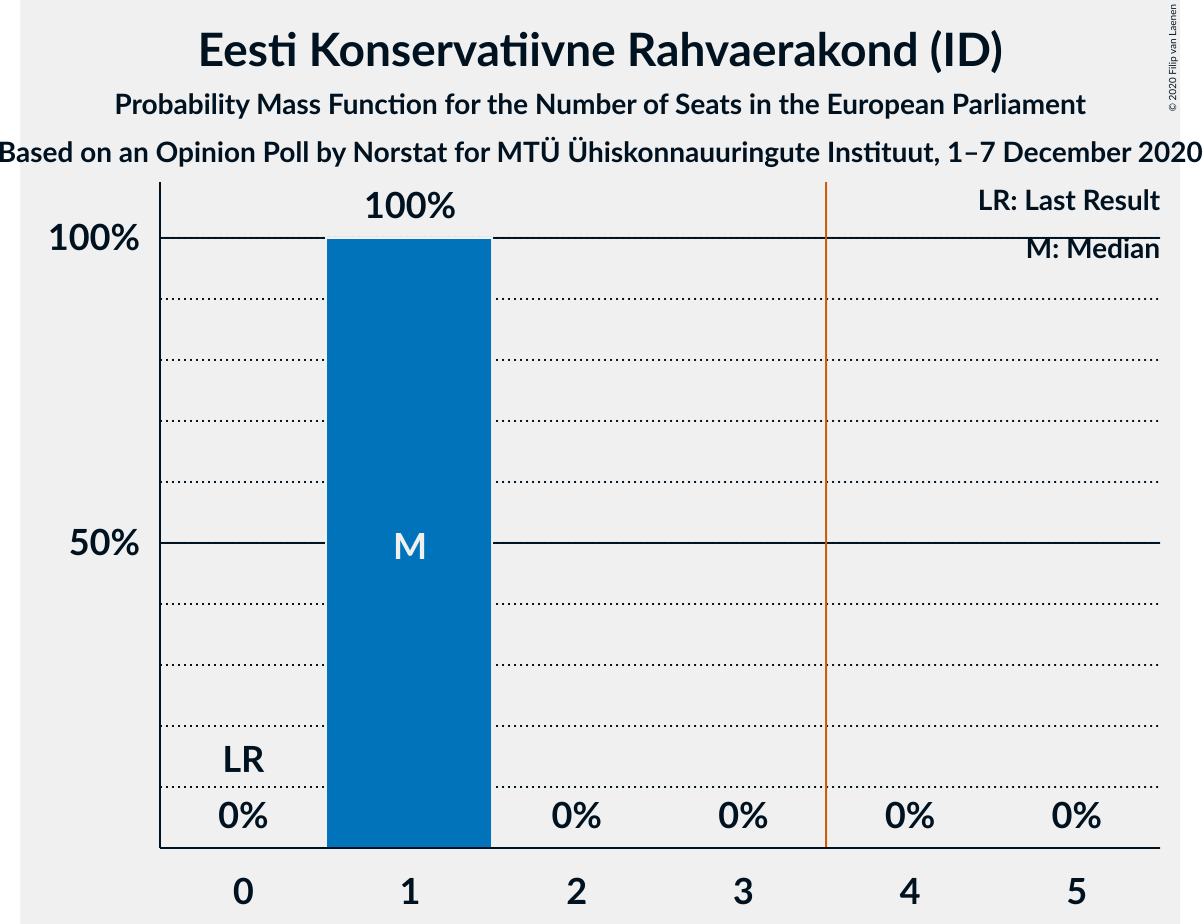 Eesti Konservatiivne Rahvaerakond (ID)
Probability Mass Function for the Number of Seats in the European Parliament
Based on an Opinion Poll by Norstat for MTÜ Ühiskonnauuringute Instituut, 1–7 December 2020
© 2020 Filip van Laenen
LR: Last Result
M: Median
100%
100%
50%
M
LR
0%
0%
0%
0%
0%
0
1
2
3
4
5